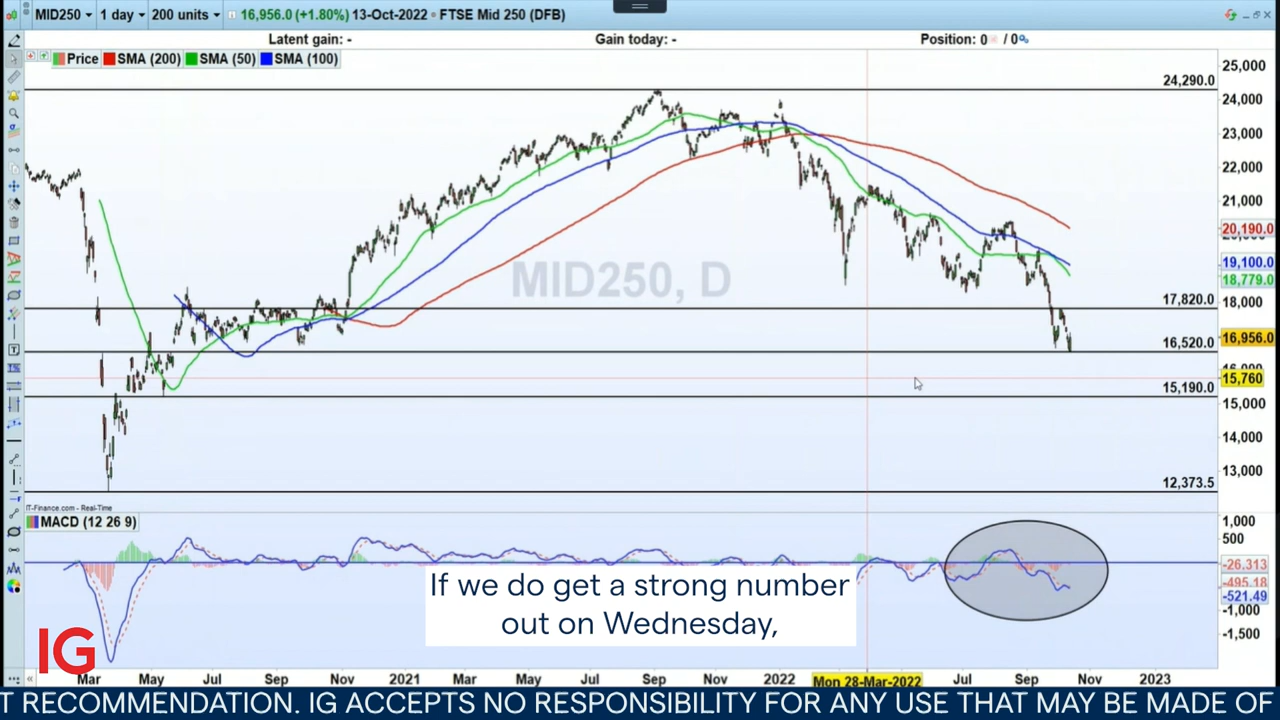 MID250 1 day 200 units 16,956.0 (+1.80%) 13-Oct-2022 FTSE Mid 250 (DFB)
Latent gain: - Gain today: - Position: 0 / 0
Price SMA (200) SMA (50) SMA (100)
25,000
24,290.0
24,000
23,000
22,000
21,000
20,190.0
19,100.0
18,779.0
MID250, D
17,820.0
18,000
16,956.0
16,520.0
15,760
15,190.0
15,000
14,000
13,000
12,373.5
IT-Finance.com - Real-Time
MACD (12 26 9)
1,000
500
-26.313
-495.18
-521.49
-1,000
-1,500
If we do get a strong number
out on Wednesday,
IG
Mar May Jul Sep Nov 2021 Mar May Jul Sep Nov 2022 Mon 28-Mar-2022 Jul Sep Nov 2023
T RECOMMENDATION. IG ACCEPTS NO RESPONSIBILITY FOR ANY USE THAT MAY BE MADE OF